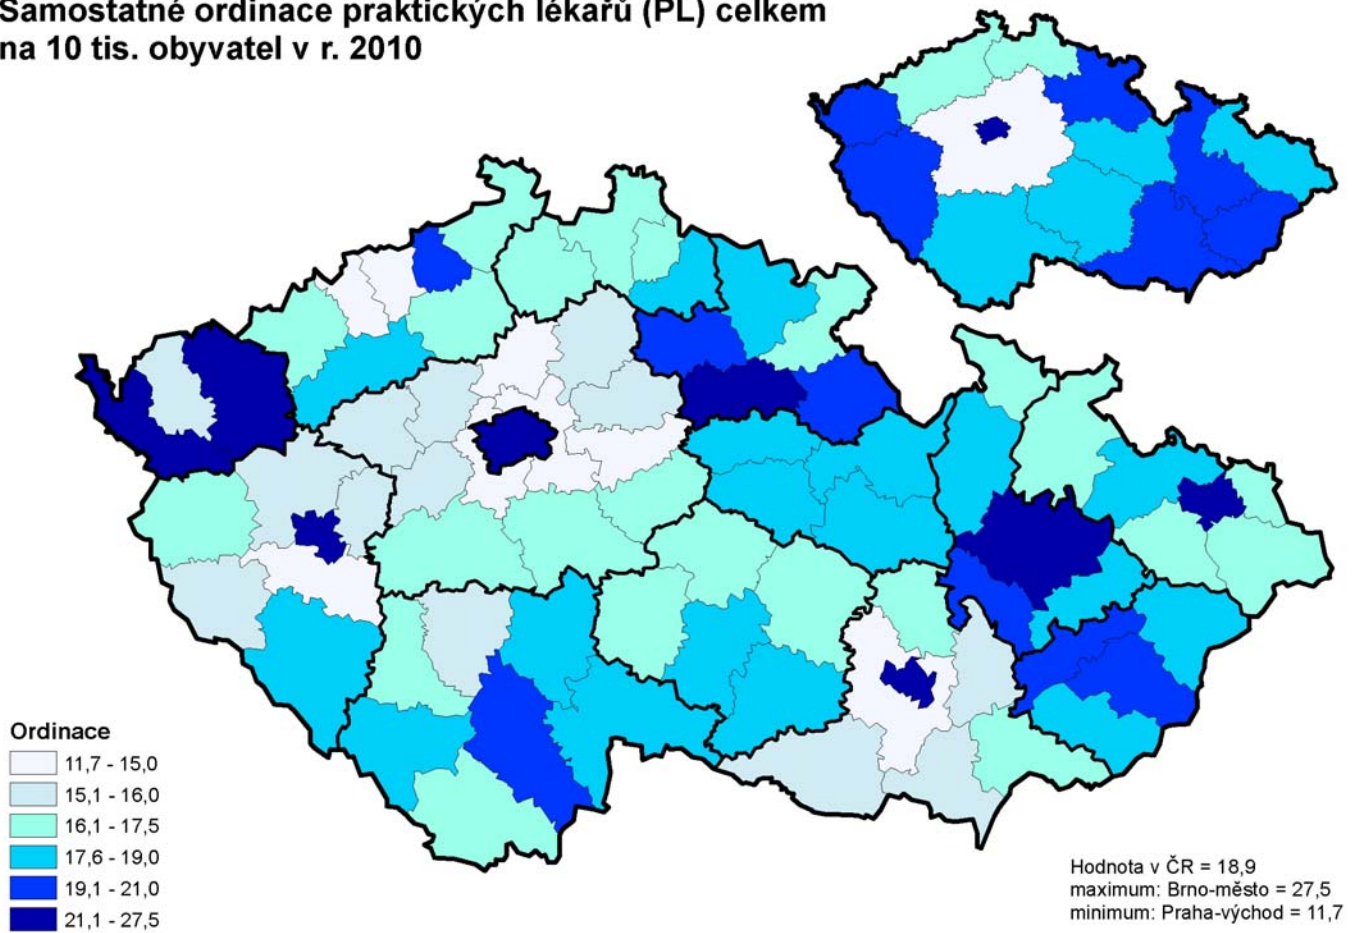 Samostatné ordinace praktických lékařů (PL) celkem
na 10 tis. obyvatel v r. 2010
Ordinace
11,7 - 15,0
15,1 - 16,0
16,1 - 17,5
17,6 - 19,0
19,1 - 21,0
21,1 - 27,5
Hodnota v ČR = 18,9
maximum: Brno-město = 27,5
minimum: Praha-východ = 11,7